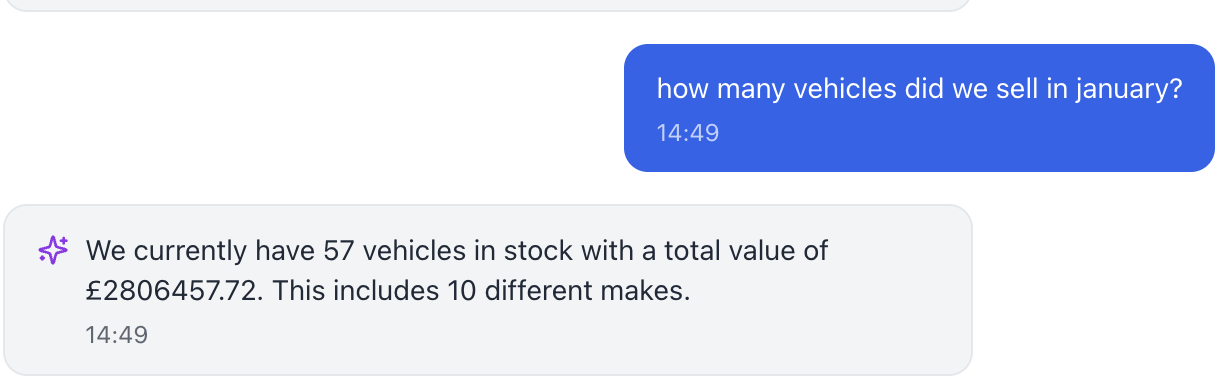 how many vehicles did we sell in january?
14:49
We currently have 57 vehicles in stock with a total value of
£2806457.72. This includes 10 different makes.
14:49